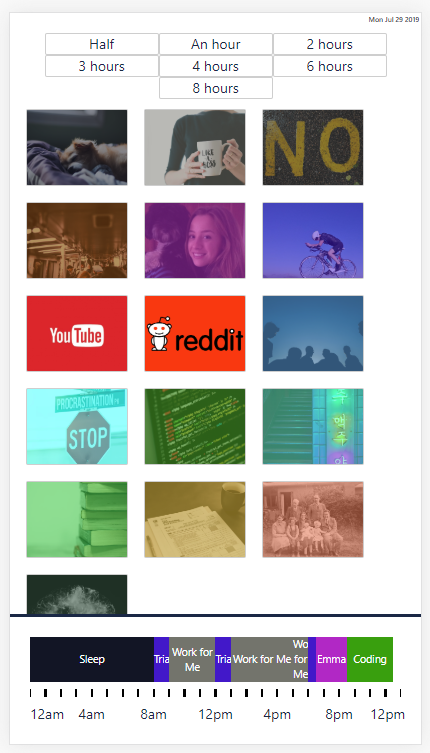 Mon Jul 29 2019
Half An hour 2 hours
3 hours 4 hours 6 hours
8 hours
LIKE A BOSS
NO
YouTube reddit
PROCRASTINATION
STOP
Sleep Tria Work for Me Tria Work for Me Wo for Me Emma Coding
12am 4am 8am 12pm 4pm 8pm 12pm